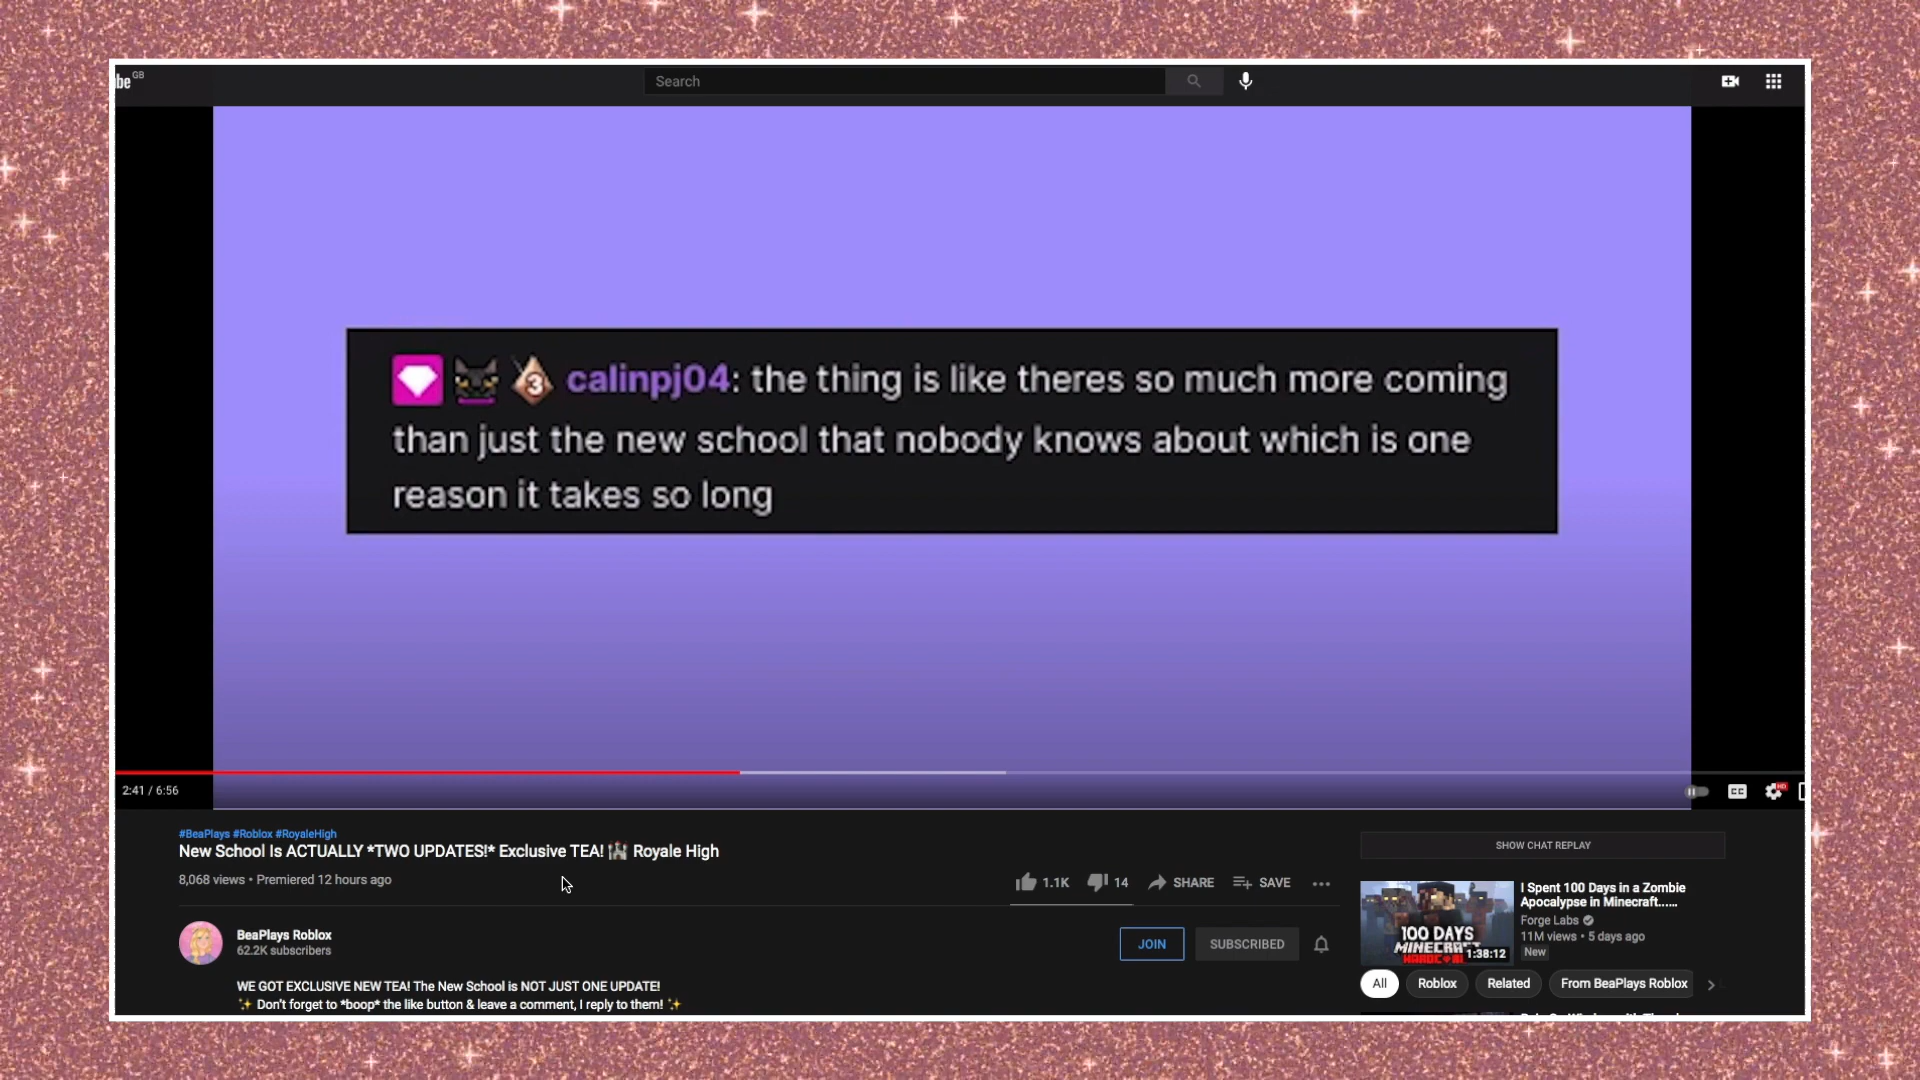 be GB
Search
3 calinpj04: the thing is like theres so much more coming
than just the new school that nobody knows about which is one
reason it takes so long
2:41 / 6:56
CC
HD
#BeaPlays #Roblox #RoyaleHigh
New School Is ACTUALLY *TWO UPDATES!* Exclusive TEA! 🏰 Royale High
8,068 views • Premiered 12 hours ago
1.1K
14
SHARE
SAVE
BeaPlays Roblox
62.2K subscribers
JOIN
SUBSCRIBED
WE GOT EXCLUSIVE NEW TEA! The New School is NOT JUST ONE UPDATE!
✨ Don't forget to *boop* the like button & leave a comment, I reply to them! ✨
SHOW CHAT REPLAY
100 DAYS
MINECRAFT
1:38:12
I Spent 100 Days in a Zombie
Apocalypse in Minecraft......
Forge Labs
11M views • 5 days ago
New
All
Roblox
Related
From BeaPlays Roblox